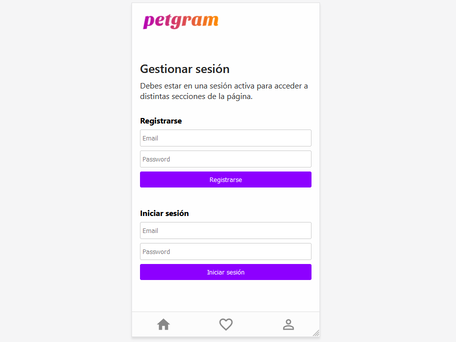 petgram
Gestionar sesión
Debes estar en una sesión activa para acceder a
distintas secciones de la página.
Registrarse
Email
Password
Registrarse
Iniciar sesión
Email
Password
Iniciar sesión